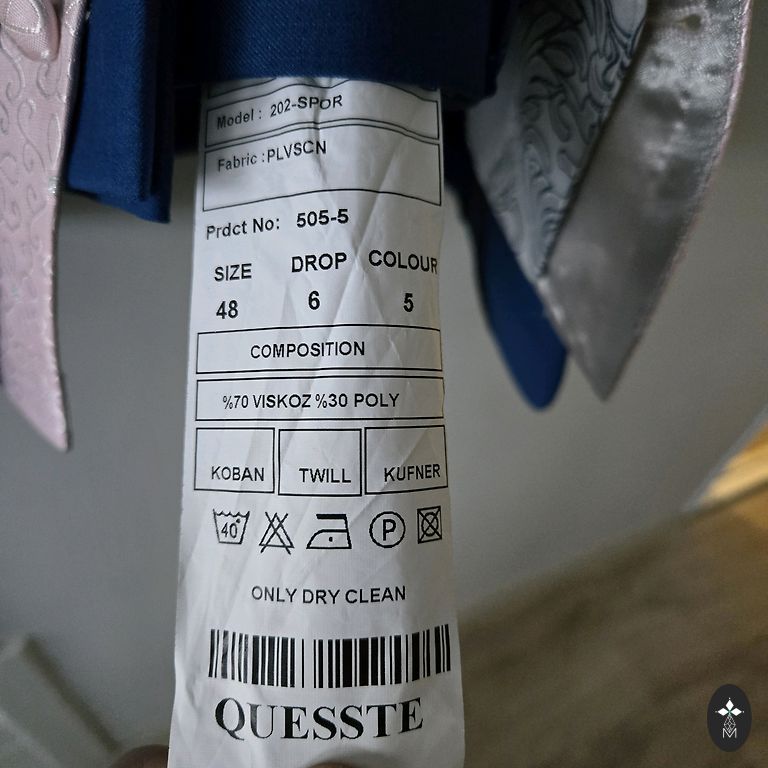 Model : 202-SPOR
Fabric :PLVSCN
Prdct No: 505-5
SIZE DROP COLOUR
48 6 5
COMPOSITION
%70 VISKOZ %30 POLY
KOBAN TWILL KUFNER
40° P
ONLY DRY CLEAN
QUESSTE
M